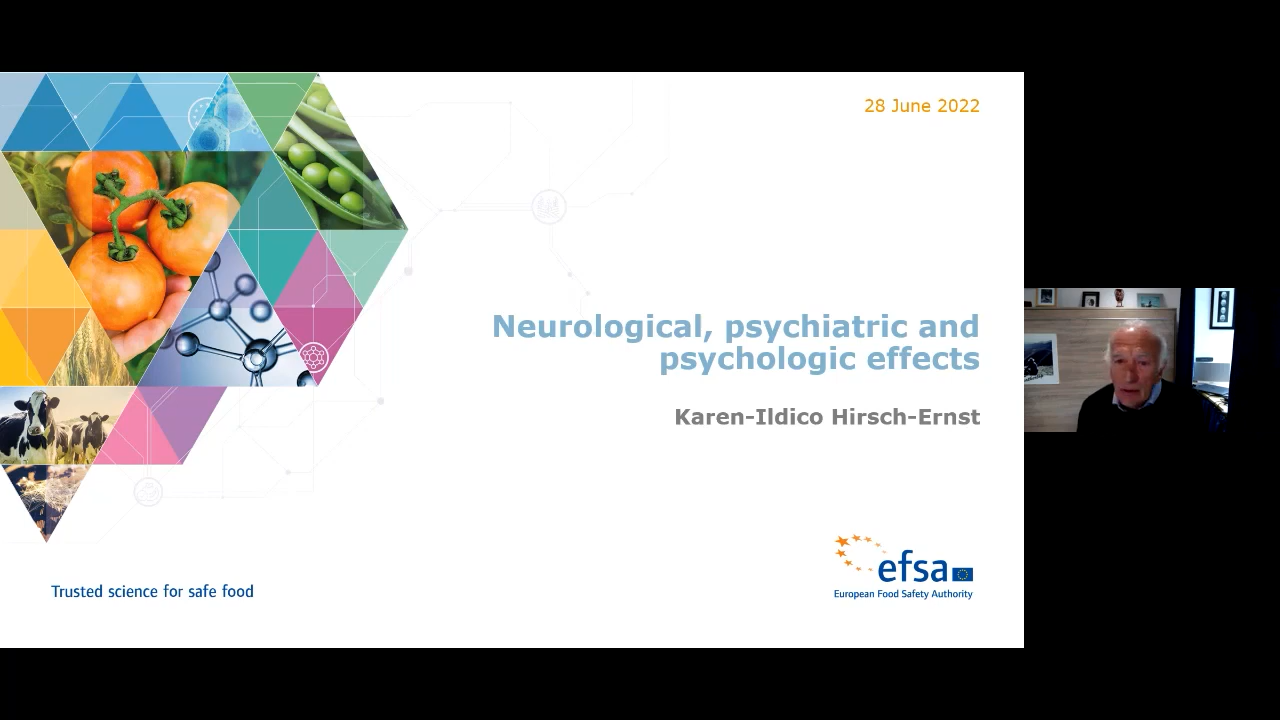 28 June 2022
Neurological, psychiatric and
psychologic effects
Karen-Ildico Hirsch-Ernst
Trusted science for safe food
efsa
European Food Safety Authority